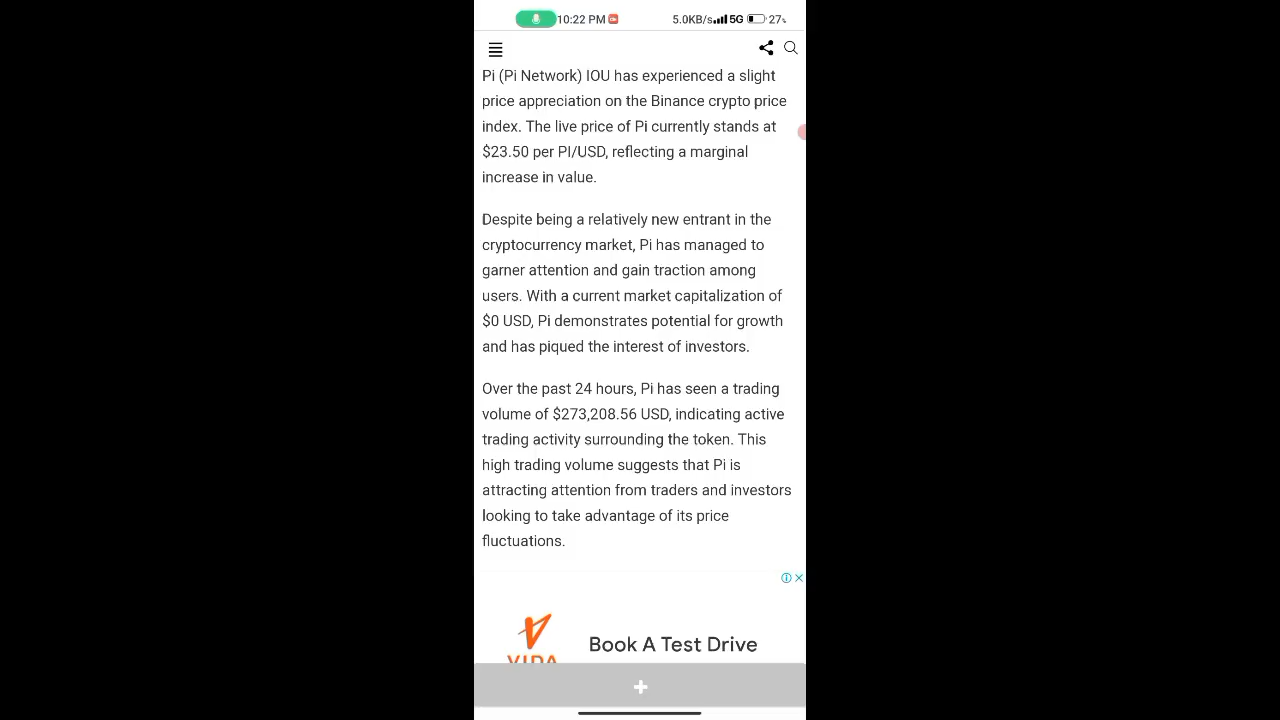 10:22 PM
5.0KB/s 5G 27%
Pi (Pi Network) IOU has experienced a slight
price appreciation on the Binance crypto price
index. The live price of Pi currently stands at
$23.50 per PI/USD, reflecting a marginal
increase in value.
Despite being a relatively new entrant in the
cryptocurrency market, Pi has managed to
garner attention and gain traction among
users. With a current market capitalization of
$0 USD, Pi demonstrates potential for growth
and has piqued the interest of investors.
Over the past 24 hours, Pi has seen a trading
volume of $273,208.56 USD, indicating active
trading activity surrounding the token. This
high trading volume suggests that Pi is
attracting attention from traders and investors
looking to take advantage of its price
fluctuations.
Book A Test Drive
VIDA